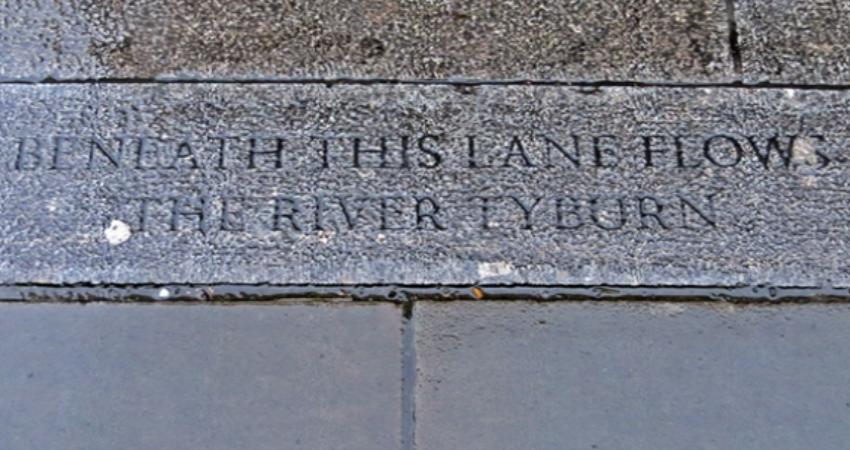 BENEATH THIS LANE FLOWS
THE RIVER TYBURN